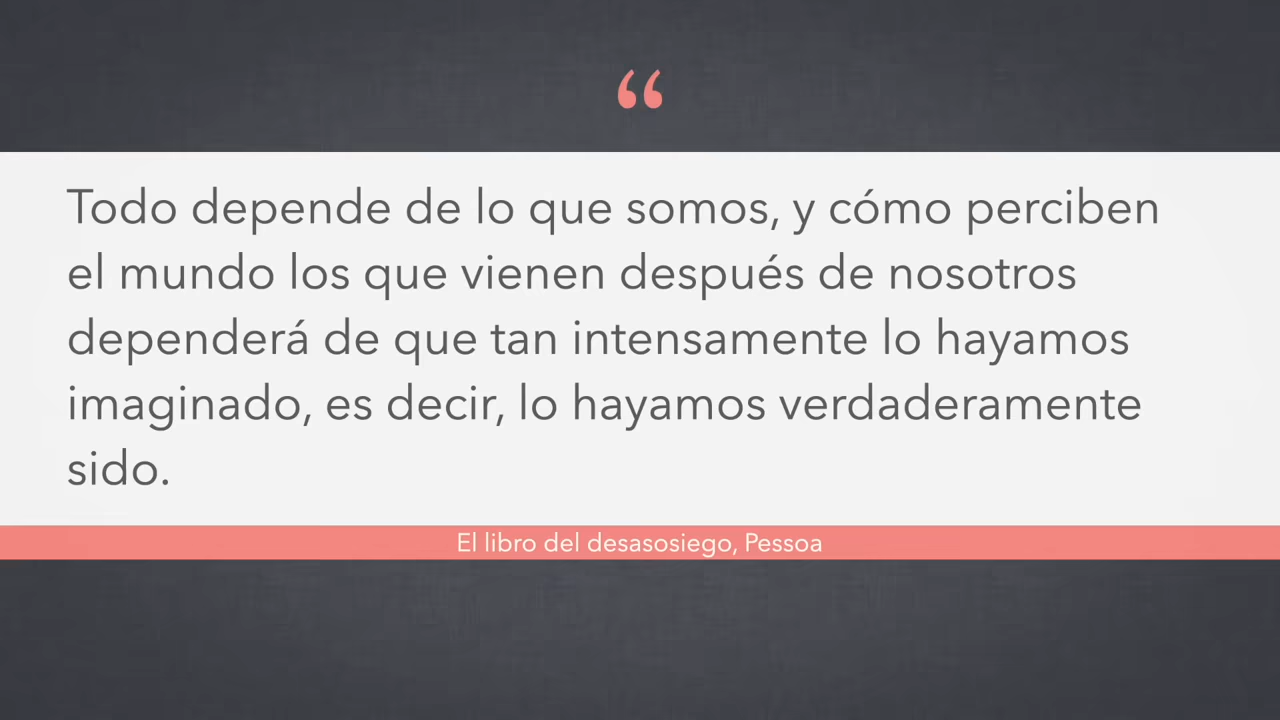 “
Todo depende de lo que somos, y cómo perciben
el mundo los que vienen después de nosotros
dependerá de que tan intensamente lo hayamos
imaginado, es decir, lo hayamos verdaderamente
sido.
El libro del desasosiego, Pessoa